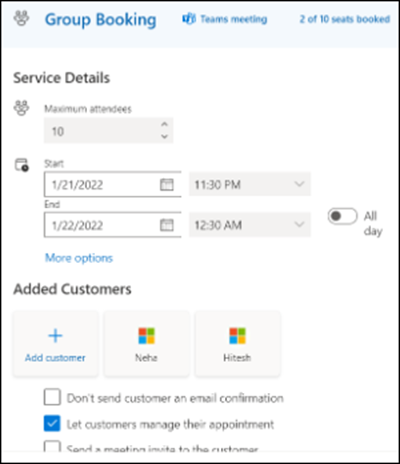 Group Booking Teams meeting 2 of 10 seats booked
Service Details
Maximum attendees
10
Start
1/21/2022 11:30 PM
End
1/22/2022 12:30 AM
All
day
More options
Added Customers
Add customer Neha Hitesh
Don't send customer an email confirmation
Let customers manage their appointment
Send a meeting invite to the customer